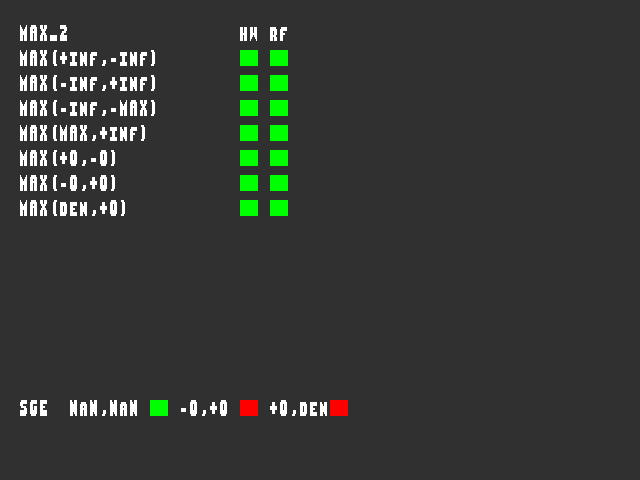 MAX_2 HW RF
MAX(+INF,-INF)
MAX(-INF,+INF)
MAX(-INF,-MAX)
MAX(MAX,+INF)
MAX(+0,-0)
MAX(-0,+0)
MAX(DEN,+0)
SGE NAN,NAN -0,+0 +0,DEN